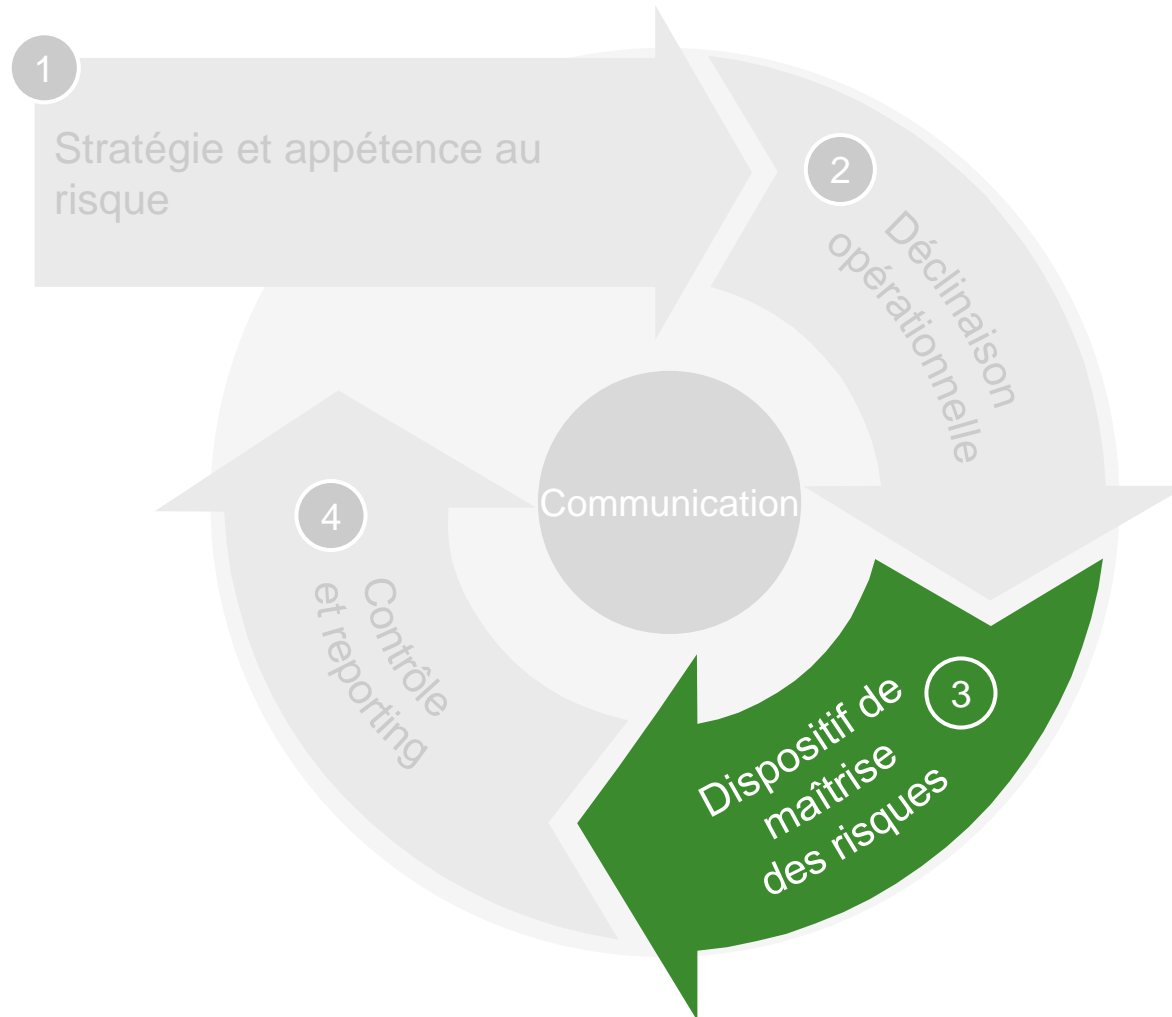 1
Stratégie et appétence au
risque
2
Déclinaison
opérationnelle
Communication
3
Dispositif de
maîtrise
des risques
4
Contrôle
et reporting